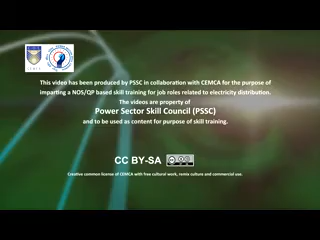 This video has been produced by PSSC in collaboration with CEMCA for the purpose of
imparting a NOS/QP based skill training for job roles related to electricity distribution.
The videos are property of
Power Sector Skill Council (PSSC)
and to be used as content for purpose of skill training.
CC BY-SA
Creative common license of CEMCA with free cultural work, remix culture and commercial use.